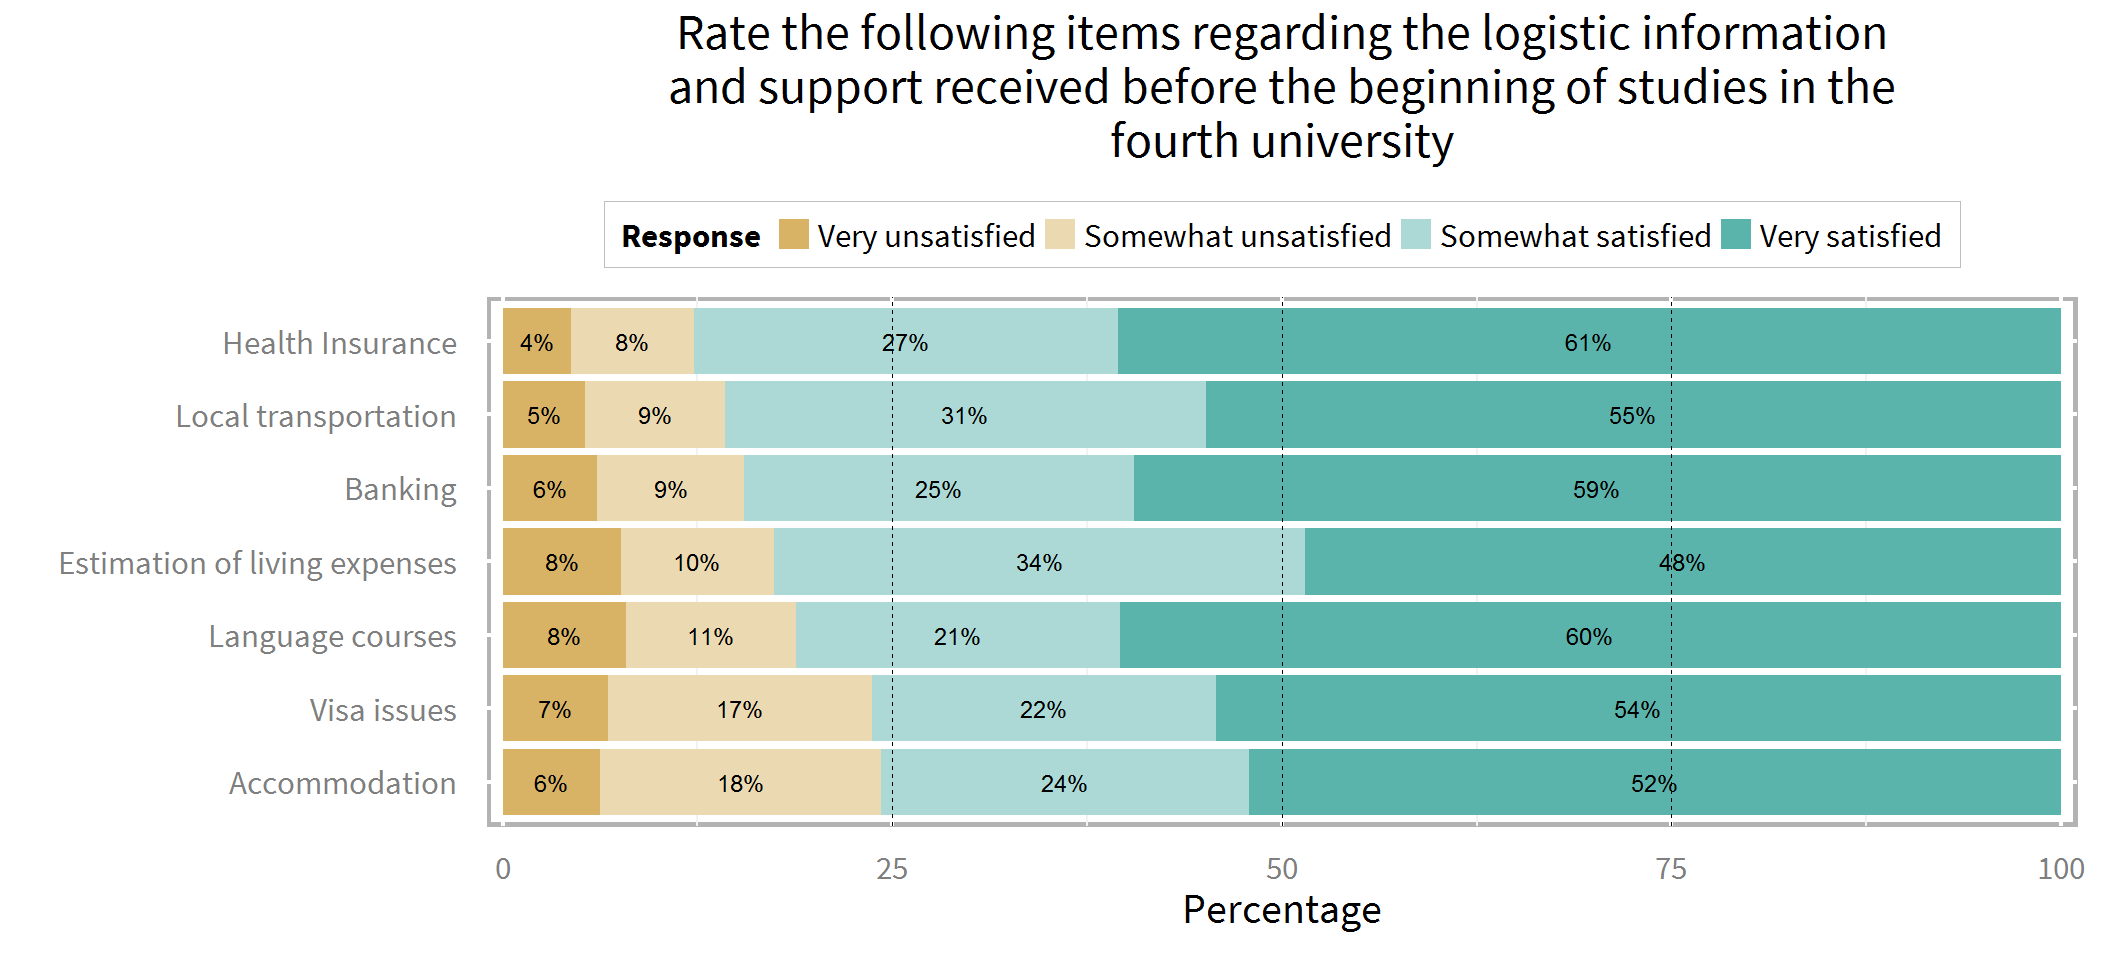 Rate the following items regarding the logistic information
and support received before the beginning of studies in the
fourth university
Response Very unsatisfied Somewhat unsatisfied Somewhat satisfied Very satisfied
Health Insurance 4% 8% 27% 61%
Local transportation 5% 9% 31% 55%
Banking 6% 9% 25% 59%
Estimation of living expenses 8% 10% 34% 48%
Language courses 8% 11% 21% 60%
Visa issues 7% 17% 22% 54%
Accommodation 6% 18% 24% 52%
0 25 50 75 100
Percentage